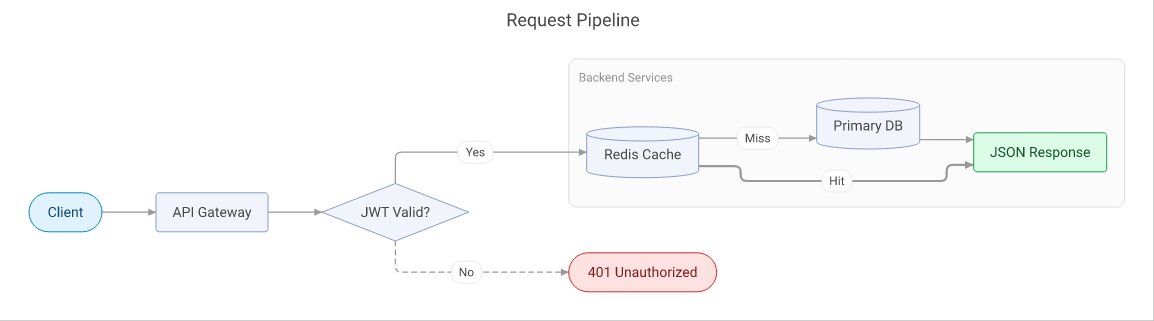 Request Pipeline
Backend Services
Client
API Gateway
JWT Valid?
Yes
No
Redis Cache
Miss
Hit
Primary DB
JSON Response
401 Unauthorized